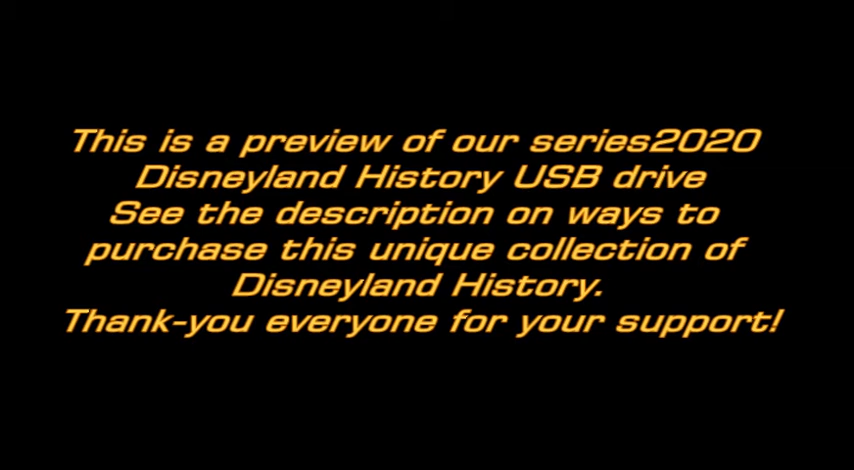 This is a preview of our series2020
Disneyland History USB drive
See the description on ways to
purchase this unique collection of
Disneyland History.
Thank-you everyone for your support!